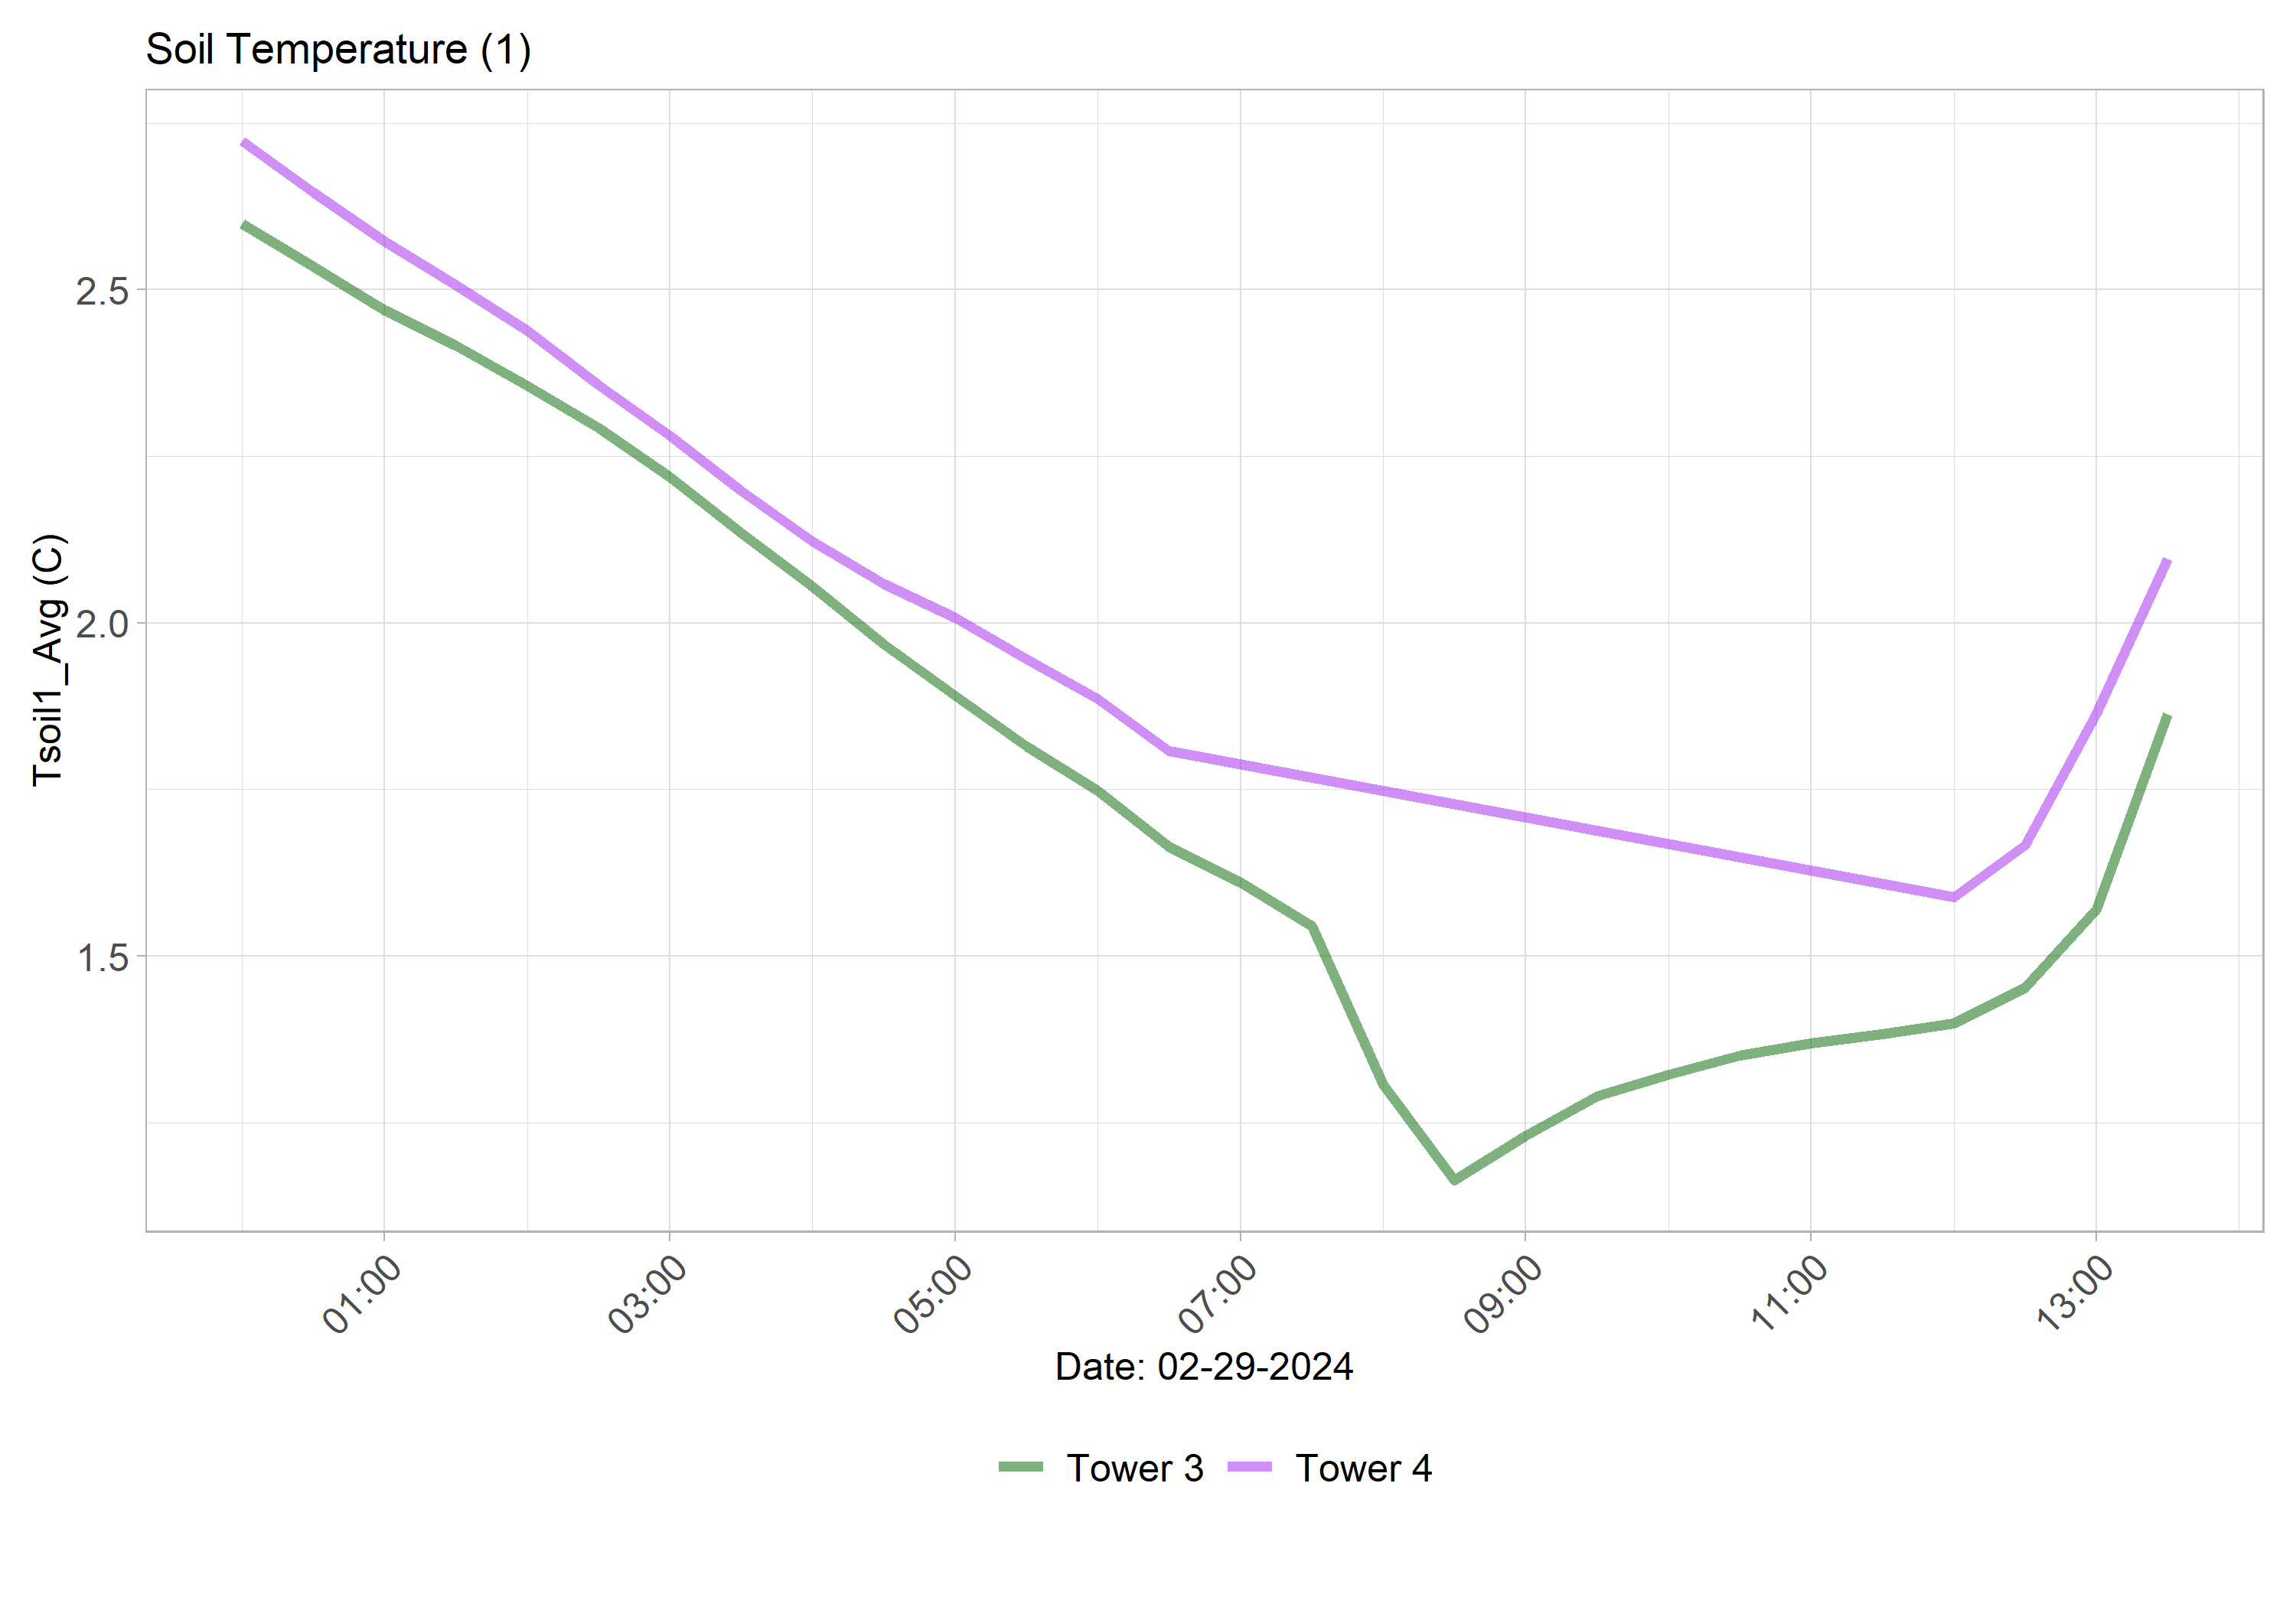 Soil Temperature (1)
Tsoil1_Avg (C)
2.5
2.0
1.5
01:00 03:00 05:00 07:00 09:00 11:00 13:00
Date: 02-29-2024
Tower 3 Tower 4